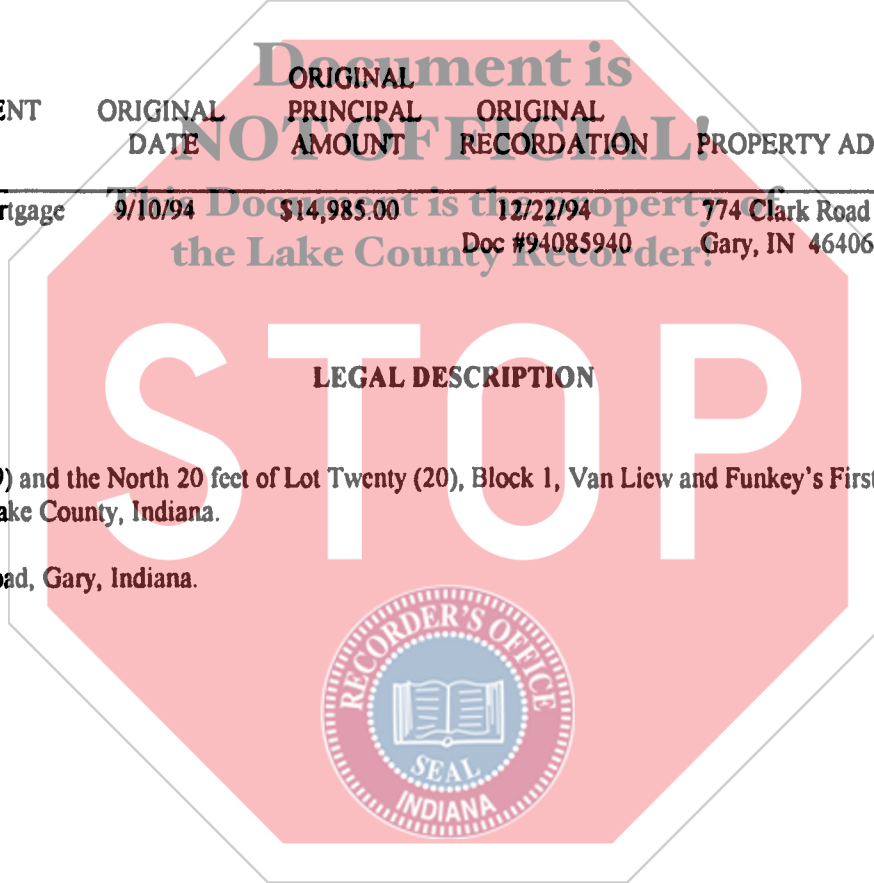 Document is
NOT OFFICIAL!
This Document is the property of
the Lake County Recorder!
ORIGINAL
ENT ORIGINAL PRINCIPAL ORIGINAL
DATE AMOUNT RECORDATION PROPERTY AD
rtgage 9/10/94 $14,985.00 12/22/94 774 Clark Road
Doc #94085940 Gary, IN 46406
STOP
LEGAL DESCRIPTION
9) and the North 20 feet of Lot Twenty (20), Block 1, Van Liew and Funkey's First
ake County, Indiana.
oad, Gary, Indiana.
RECORDER'S OFFICE
SEAL
INDIANA